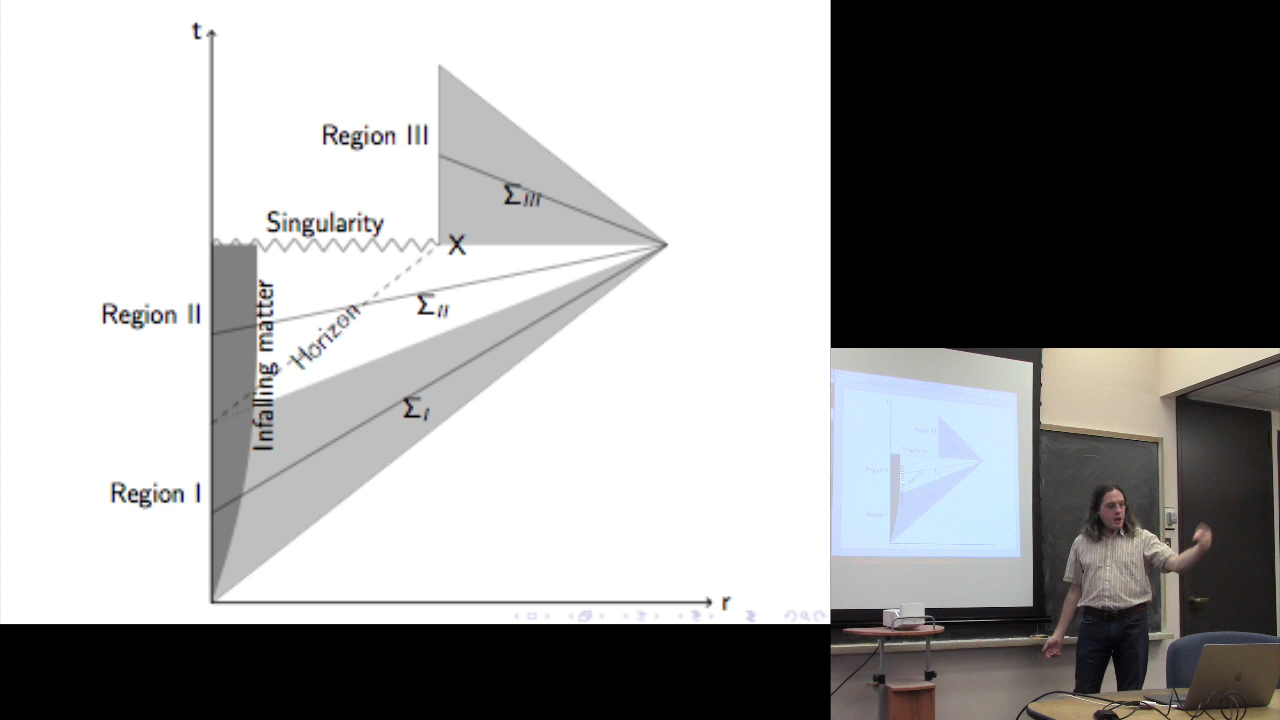 t
Region III
Σ_III
Singularity
X
Region II
Σ_II
Infalling matter
Horizon
Σ_I
Region I
r